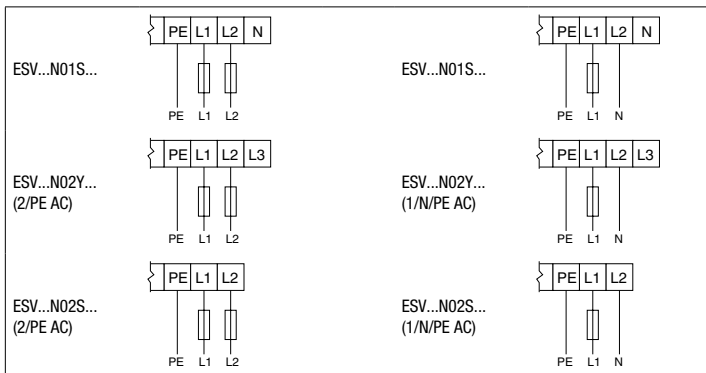 PE L1 L2 N
ESV...N01S...
PE L1 L2
PE L1 L2 N
ESV...N01S...
PE L1 N
PE L1 L2 L3
ESV...N02Y...
(2/PE AC)
PE L1 L2
PE L1 L2 L3
ESV...N02Y...
(1/N/PE AC)
PE L1 N
PE L1 L2
ESV...N02S...
(2/PE AC)
PE L1 L2
PE L1 L2
ESV...N02S...
(1/N/PE AC)
PE L1 N